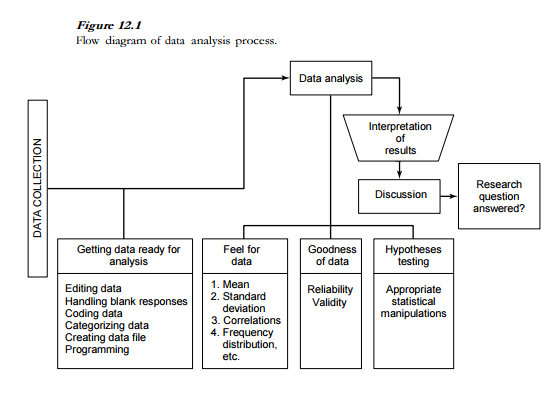 Figure 12.1
Flow diagram of data analysis process.
DATA COLLECTION
Data analysis
Interpretation
of
results
Discussion
Research
question
answered?
Getting data ready for
analysis
Editing data
Handling blank responses
Coding data
Categorizing data
Creating data file
Programming
Feel for
data
1. Mean
2. Standard
deviation
3. Correlations
4. Frequency
distribution,
etc.
Goodness
of data
Reliability
Validity
Hypotheses
testing
Appropriate
statistical
manipulations